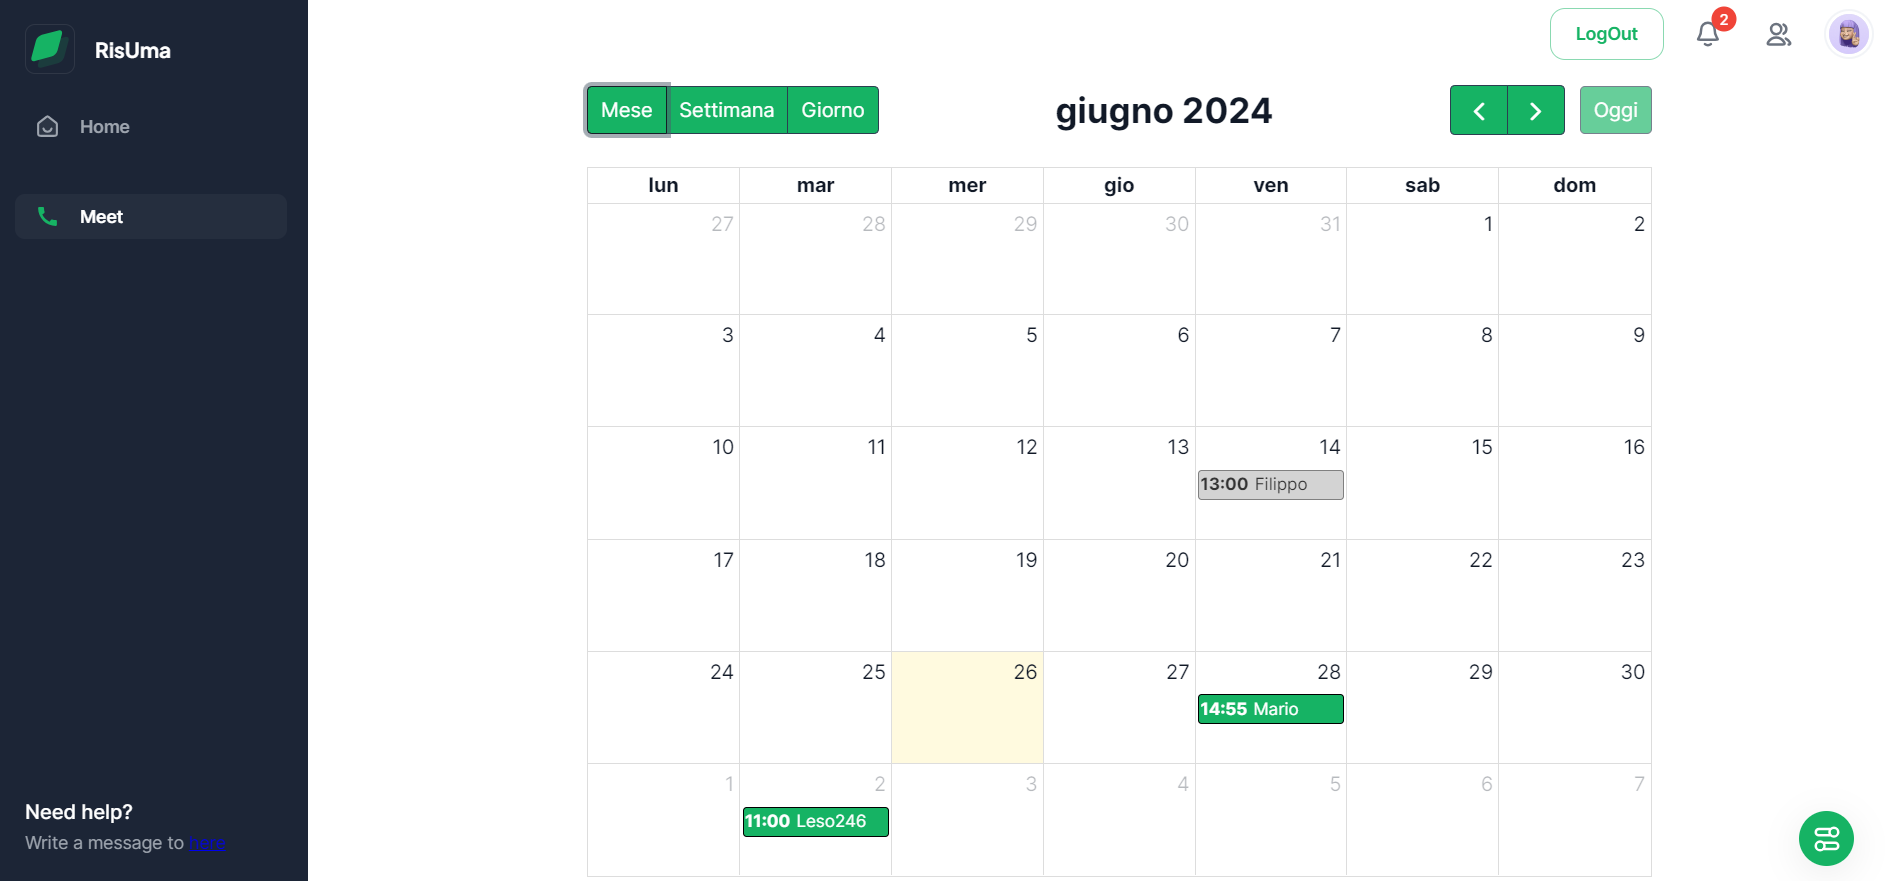 RisUma
Home
Meet
Need help?
Write a message to here
LogOut
2
Mese Settimana Giorno
giugno 2024
Oggi
lun mar mer gio ven sab dom
27 28 29 30 31 1 2
3 4 5 6 7 8 9
10 11 12 13 14 15 16
13:00 Filippo
17 18 19 20 21 22 23
24 25 26 27 28 29 30
14:55 Mario
1 2 3 4 5 6 7
11:00 Leso246